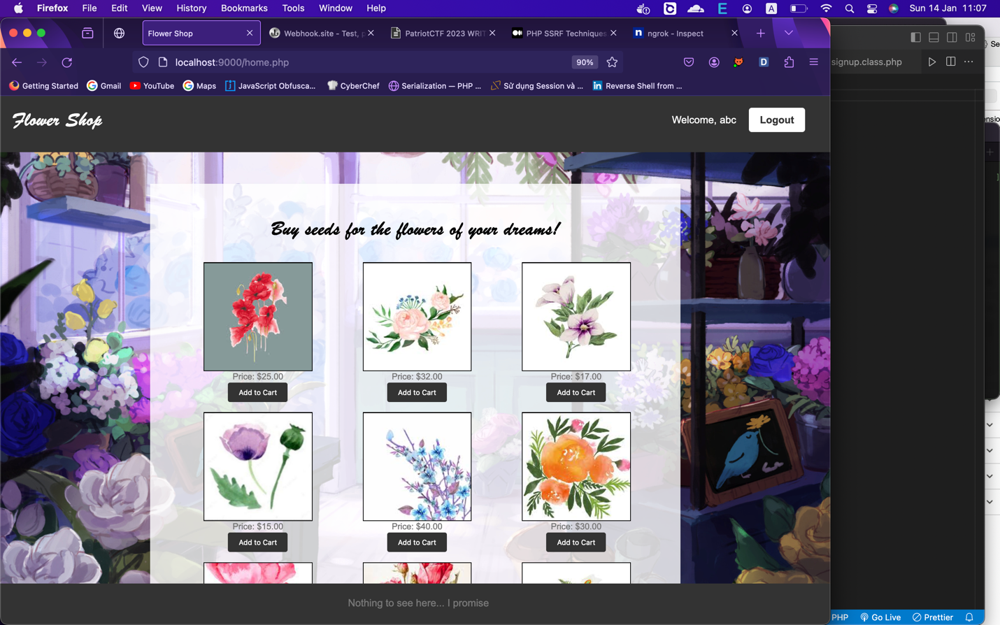 Firefox File Edit View History Bookmarks Tools Window Help Sun 14 Jan 11:07
Flower Shop
Webhook.site - Test, p
PatriotCTF 2023 WRIT
PHP SSRF Techniques
ngrok - Inspect
signup.class.php
localhost:9000/home.php 90%
Getting Started Gmail YouTube Maps JavaScript Obfusca... CyberChef Serialization — PHP ... Sử dụng Session và ... Reverse Shell from ...
Flower Shop
Welcome, abc
Logout
Buy seeds for the flowers of your dreams!
Price: $25.00 Price: $32.00 Price: $17.00
Add to Cart Add to Cart Add to Cart
Price: $15.00 Price: $40.00 Price: $30.00
Add to Cart Add to Cart Add to Cart
Nothing to see here... I promise
PHP Go Live Prettier